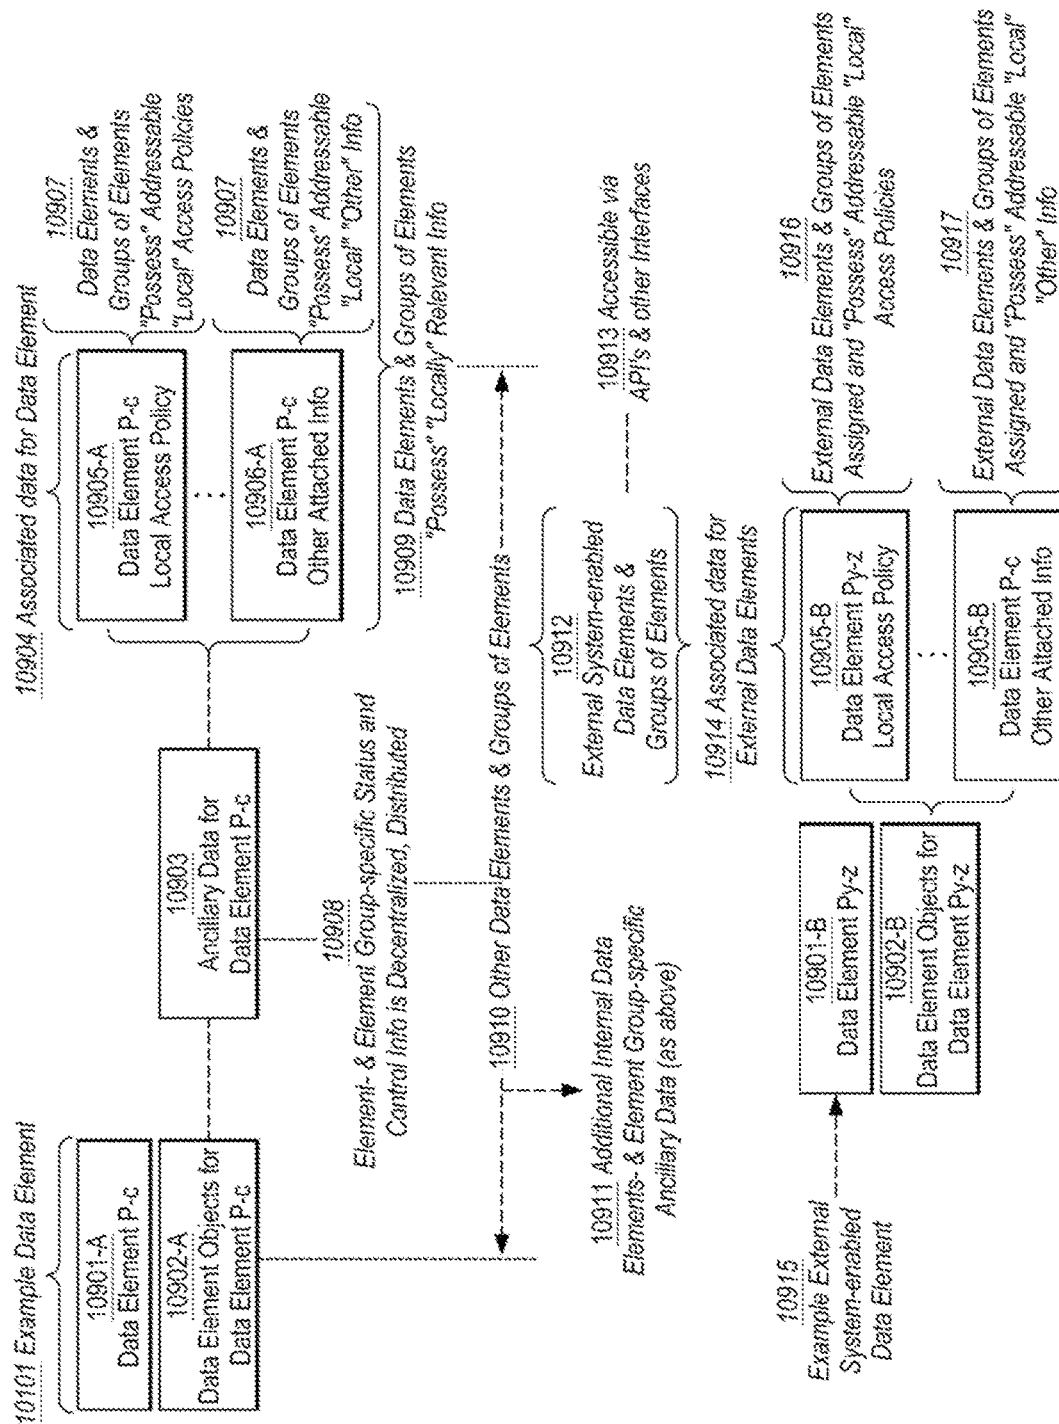 10101 Example Data Element
10901-A
Data Element P-c
10902-A
Data Element Objects for
Data Element P-c
10903
Ancillary Data for
Data Element P-c
10904 Associated data for Data Element
10905-A
Data Element P-c
Local Access Policy
10906-A
Data Element P-c
Other Attached Info
10907
Data Elements &
Groups of Elements
"Possess" Addressable
"Local" Access Policies
10907
Data Elements &
Groups of Elements
"Possess" Addressable
"Local" "Other" Info
10908
Element- & Element Group-specific Status and
Control Info is Decentralized, Distributed
10909 Data Elements & Groups of Elements
"Possess" "Locally" Relevant Info
10910 Other Data Elements & Groups of Elements
10911 Additional Internal Data
Elements- & Element Group-specific
Ancillary Data (as above)
10912
External System-enabled
Data Elements &
Groups of Elements
10913 Accessible via
API's & other Interfaces
10914 Associated data for
External Data Elements
10915
Example External
System-enabled
Data Element
10901-B
Data Element Py-z
10902-B
Data Element Objects for
Data Element Py-z
10905-B
Data Element Py-z
Local Access Policy
10905-B
Data Element P-c
Other Attached Info
10916
External Data Elements & Groups of Elements
Assigned and "Possess" Addressable "Local"
Access Policies
10917
External Data Elements & Groups of Elements
Assigned and "Possess" Addressable "Local"
"Other" Info